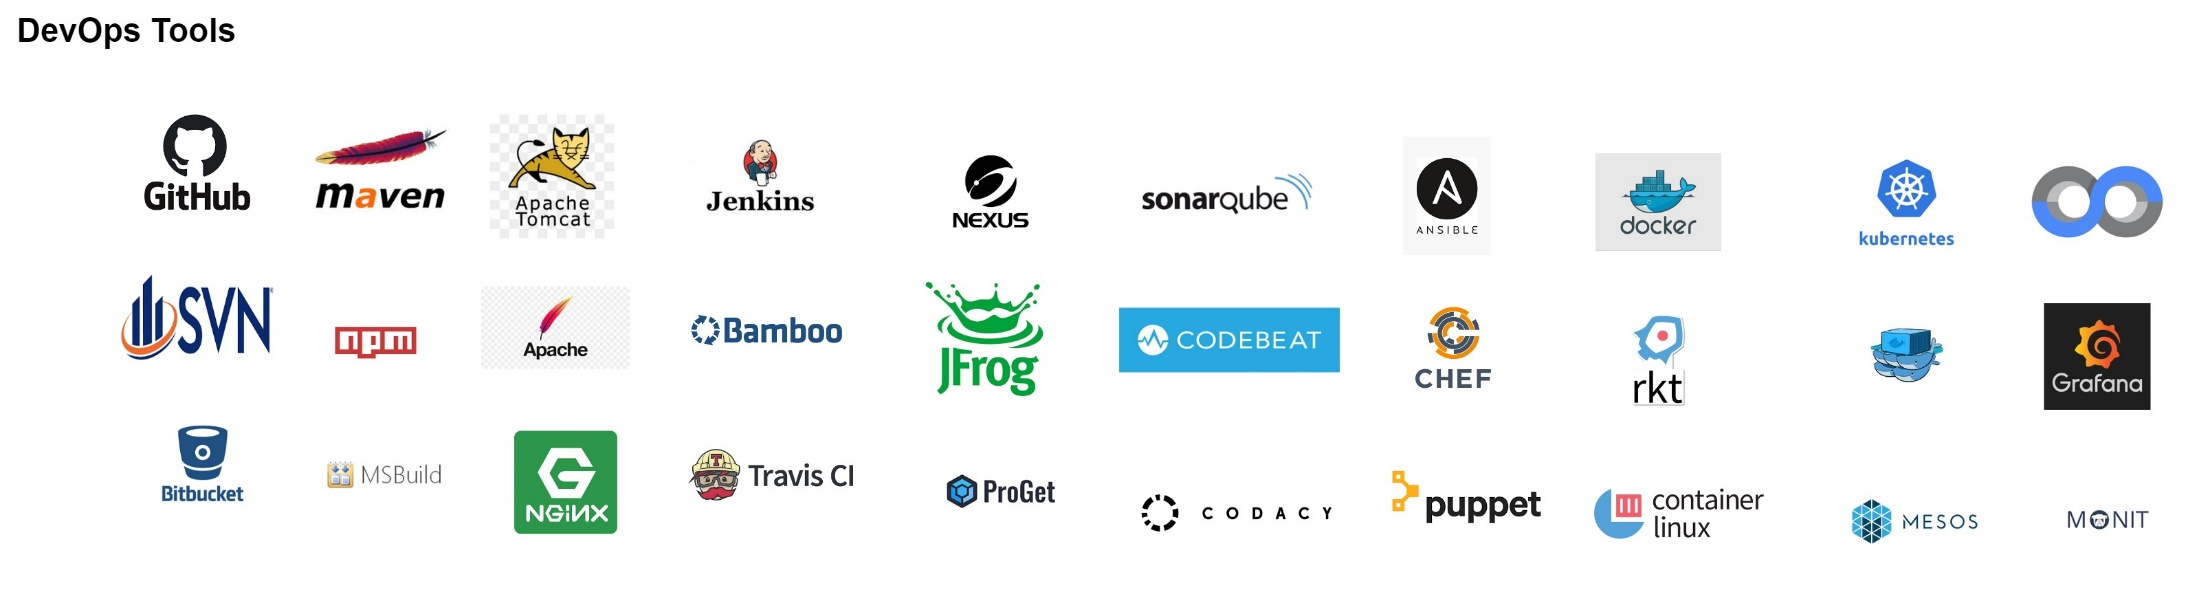 DevOps Tools
GitHub
maven
Apache
Tomcat
Jenkins
NEXUS
sonarqube
ANSIBLE
docker
kubernetes
SVN
npm
Apache
Bamboo
JFrog
CODEBEAT
CHEF
rkt
Grafana
Bitbucket
MSBuild
NGiNX
Travis CI
ProGet
CODACY
puppet
container
linux
MESOS
MONIT